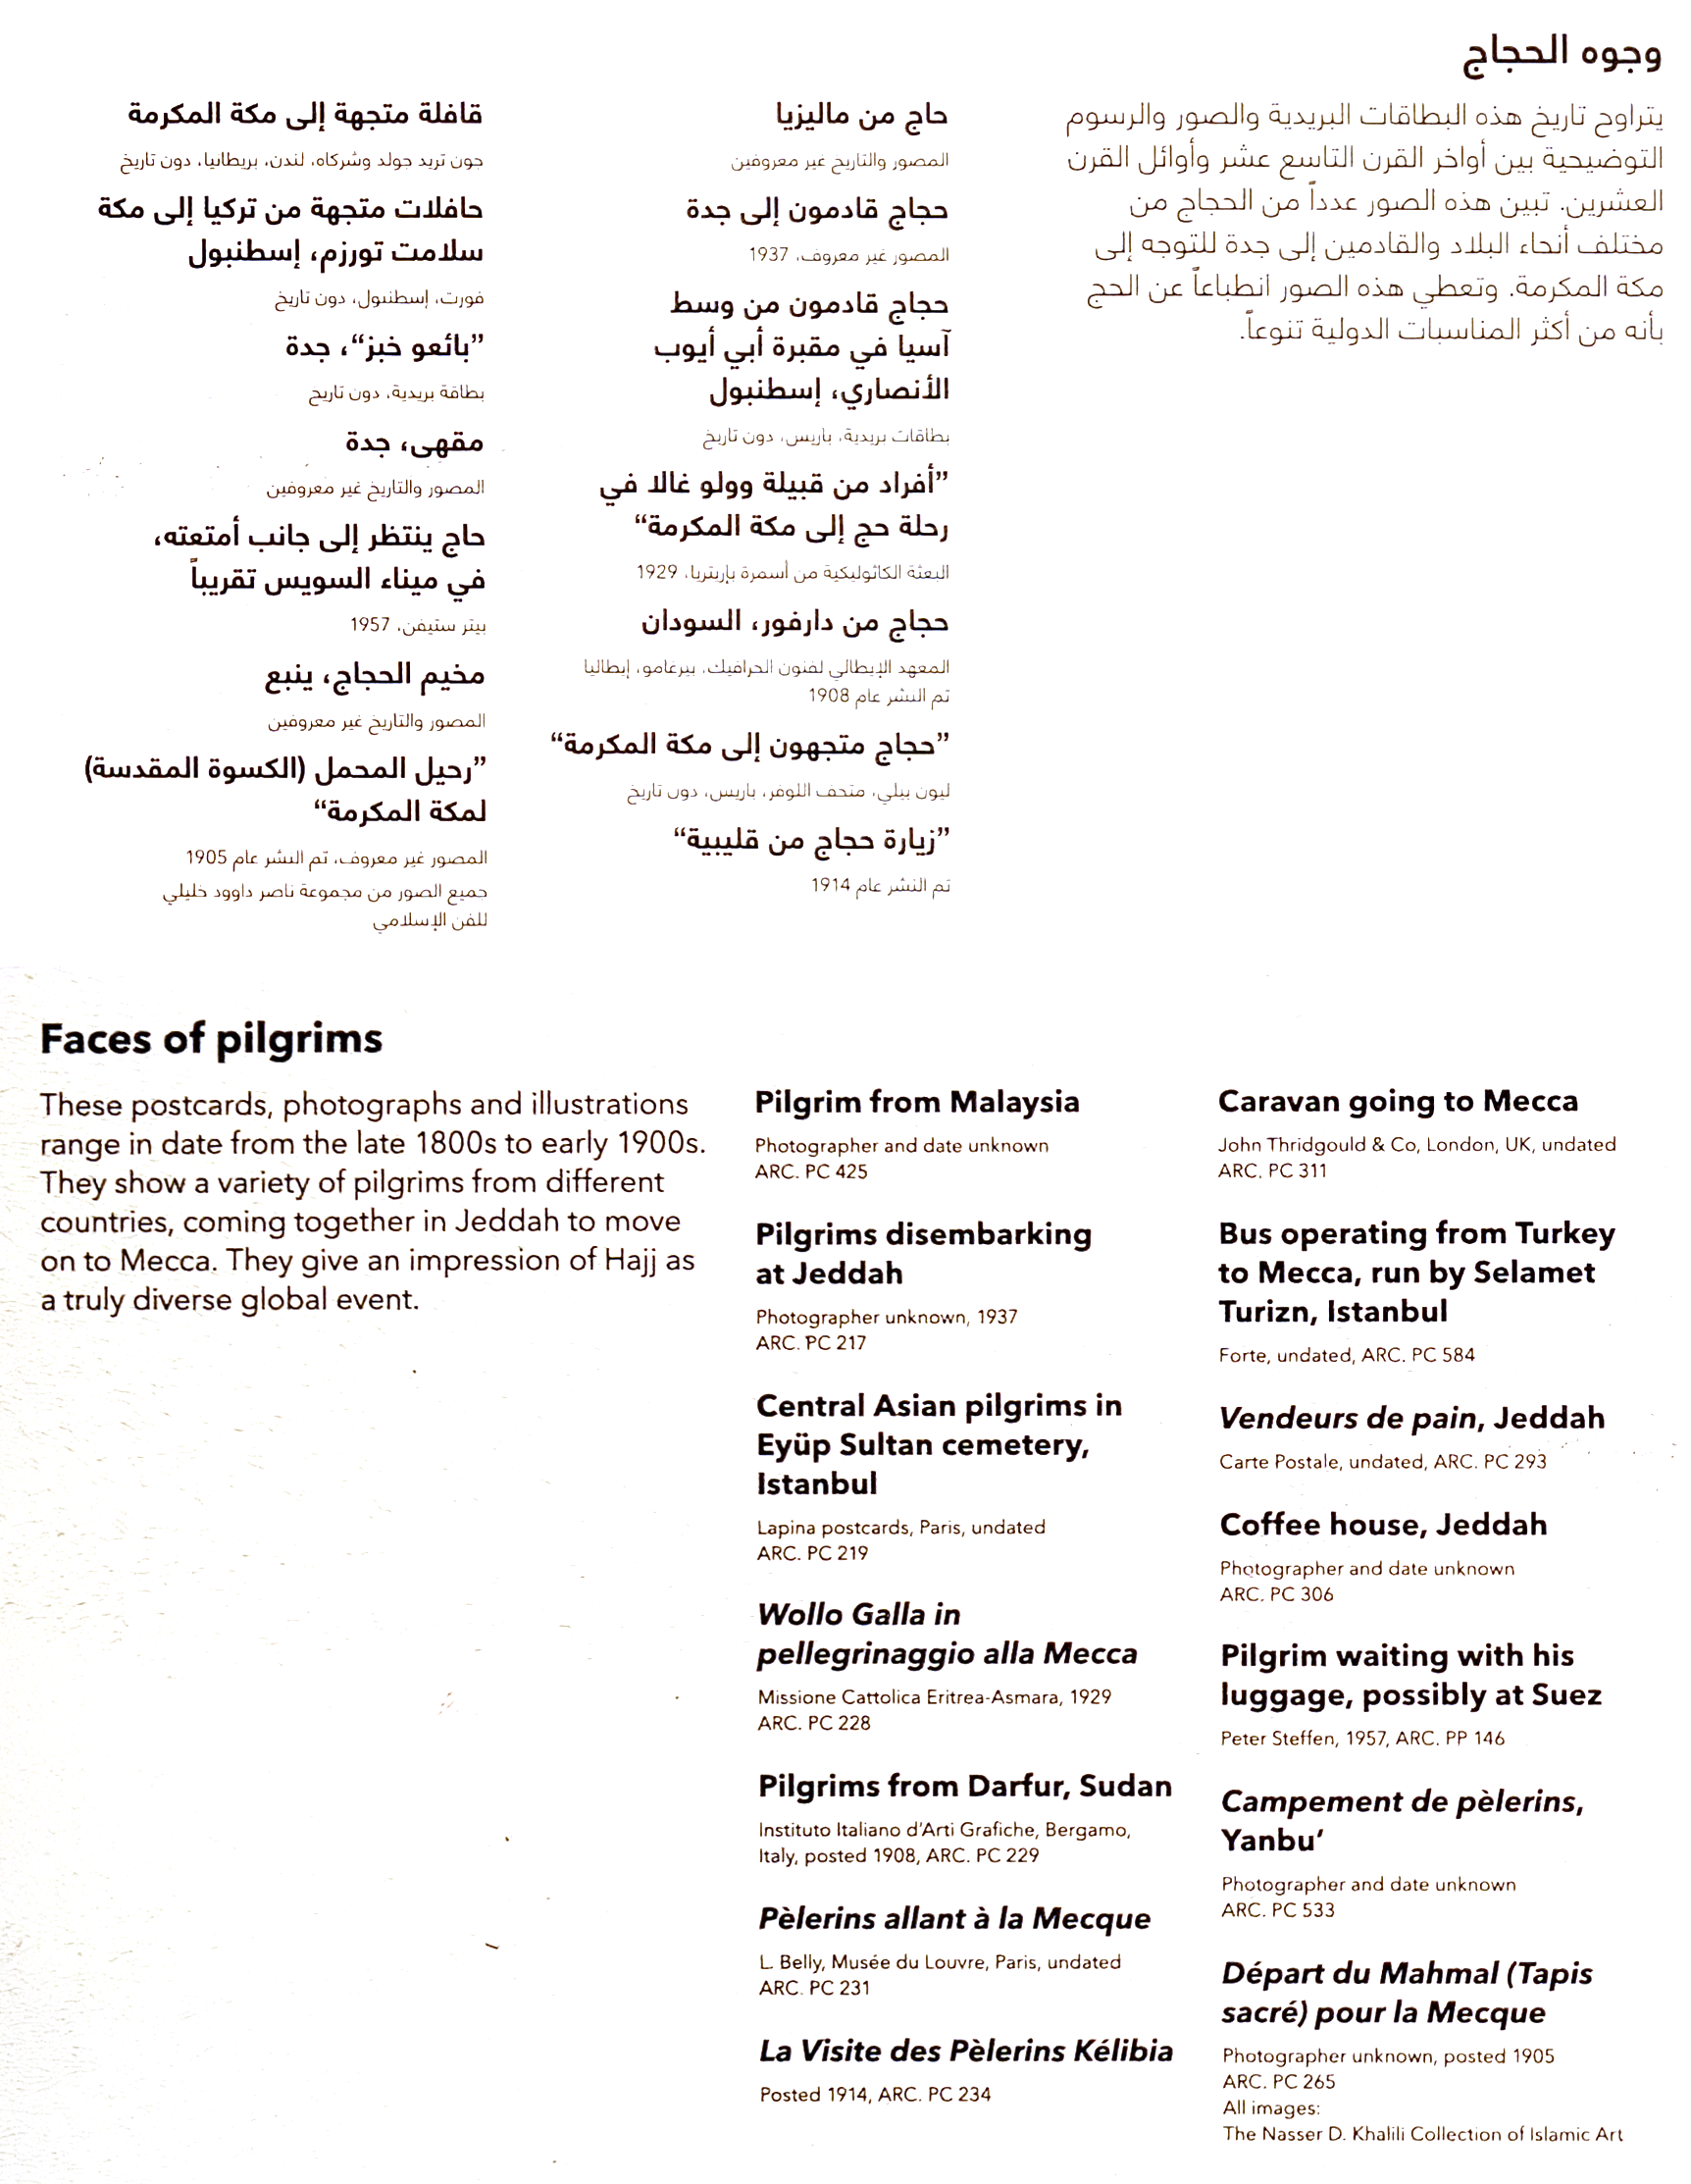 وجوه الحجاج
يتراوح تاريخ هذه البطاقات البريدية والصور والرسوم
التوضيحية بين أواخر القرن التاسع عشر وأوائل القرن
العشرين. تبين هذه الصور عدداً من الحجاج من
مختلف أنحاء البلاد والقادمين إلى جدة للتوجه إلى
مكة المكرمة. وتعطي هذه الصور انطباعاً عن الحج
بأنه من أكثر المناسبات الدولية تنوعاً.
حاج من ماليزيا
المصور والتاريخ غير معروفين
حجاج قادمون إلى جدة
المصور غير معروف، 1937
حجاج قادمون من وسط
آسيا في مقبرة أبي أيوب
الأنصاري، إسطنبول
بطاقات بريدية، باريس، دون تاريخ
”أفراد من قبيلة وولو غالا في
رحلة حج إلى مكة المكرمة“
البعثة الكاثوليكية من أسمرة بإريتريا، 1929
حجاج من دارفور، السودان
المعهد الإيطالي لفنون الجرافيك، بيرغامو، إيطاليا
تم النشر عام 1908
”حجاج متجهون إلى مكة المكرمة“
ليون بيلي، متحف اللوفر، باريس، دون تاريخ
”زيارة حجاج من قليبية“
تم النشر عام 1914
قافلة متجهة إلى مكة المكرمة
جون تريد جولد وشركاه، لندن، بريطانيا، دون تاريخ
حافلات متجهة من تركيا إلى مكة
سلامت تورزم، إسطنبول
فورت، إسطنبول، دون تاريخ
”بائعو خبز“، جدة
بطاقة بريدية، دون تاريخ
مقهى، جدة
المصور والتاريخ غير معروفين
حاج ينتظر إلى جانب أمتعته،
في ميناء السويس تقريباً
بيتر ستيفن، 1957
مخيم الحجاج، ينبع
المصور والتاريخ غير معروفين
”رحيل المحمل (الكسوة المقدسة)
لمكة المكرمة“
المصور غير معروف، تم النشر عام 1905
جميع الصور من مجموعة ناصر داوود خليلي
للفن الإسلامي
Faces of pilgrims
These postcards, photographs and illustrations
range in date from the late 1800s to early 1900s.
They show a variety of pilgrims from different
countries, coming together in Jeddah to move
on to Mecca. They give an impression of Hajj as
a truly diverse global event.
Pilgrim from Malaysia
Photographer and date unknown
ARC. PC 425
Pilgrims disembarking
at Jeddah
Photographer unknown, 1937
ARC. PC 217
Central Asian pilgrims in
Eyüp Sultan cemetery,
Istanbul
Lapina postcards, Paris, undated
ARC. PC 219
Wollo Galla in
pellegrinaggio alla Mecca
Missione Cattolica Eritrea-Asmara, 1929
ARC. PC 228
Pilgrims from Darfur, Sudan
Instituto Italiano d'Arti Grafiche, Bergamo,
Italy, posted 1908, ARC. PC 229
Pèlerins allant à la Mecque
L. Belly, Musée du Louvre, Paris, undated
ARC. PC 231
La Visite des Pèlerins Kélibia
Posted 1914, ARC. PC 234
Caravan going to Mecca
John Thridgould & Co, London, UK, undated
ARC. PC 311
Bus operating from Turkey
to Mecca, run by Selamet
Turizn, Istanbul
Forte, undated, ARC. PC 584
Vendeurs de pain, Jeddah
Carte Postale, undated, ARC. PC 293
Coffee house, Jeddah
Photographer and date unknown
ARC. PC 306
Pilgrim waiting with his
luggage, possibly at Suez
Peter Steffen, 1957, ARC. PP 146
Campement de pèlerins,
Yanbu'
Photographer and date unknown
ARC. PC 533
Départ du Mahmal (Tapis
sacré) pour la Mecque
Photographer unknown, posted 1905
ARC. PC 265
All images:
The Nasser D. Khalili Collection of Islamic Art